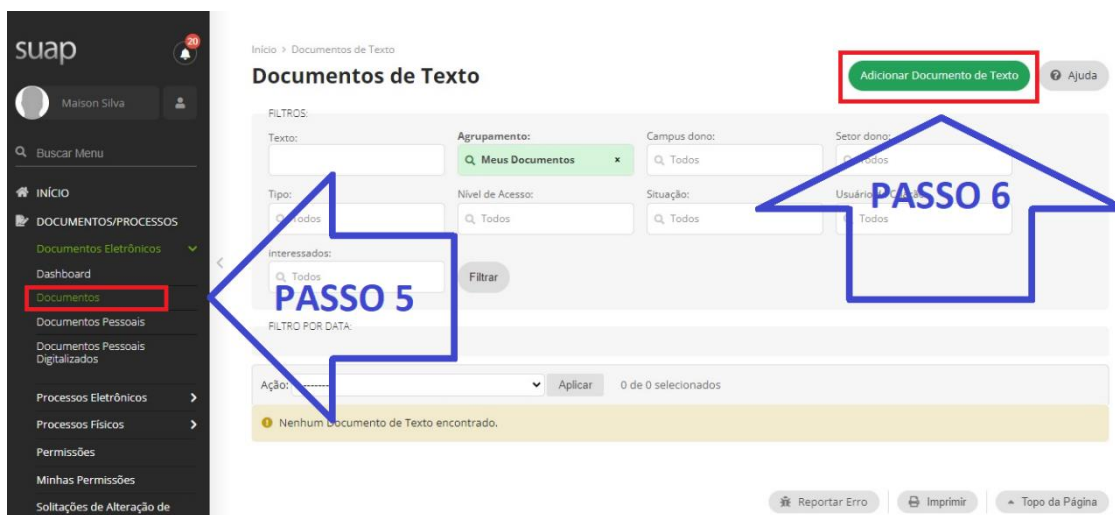 suap
20
Maison Silva
Buscar Menu
INÍCIO
DOCUMENTOS/PROCESSOS
Documentos Eletrônicos
Dashboard
Documentos
Documentos Pessoais
Documentos Pessoais
Digitalizados
Processos Eletrônicos
Processos Físicos
Permissões
Minhas Permissões
Solitações de Alteração de
Início > Documentos de Texto
Documentos de Texto
Adicionar Documento de Texto
Ajuda
FILTROS:
Texto:
Agrupamento:
Meus Documentos x
Campus dono:
Todos
Setor dono:
Todos
Tipo:
Todos
Nível de Acesso:
Todos
Situação:
Todos
Usuário
Todos
interessados:
Todos
Filtrar
FILTRO POR DATA:
PASSO 5
PASSO 6
Ação: ---------
Aplicar
0 de 0 selecionados
Nenhum Documento de Texto encontrado.
Reportar Erro
Imprimir
Topo da Página